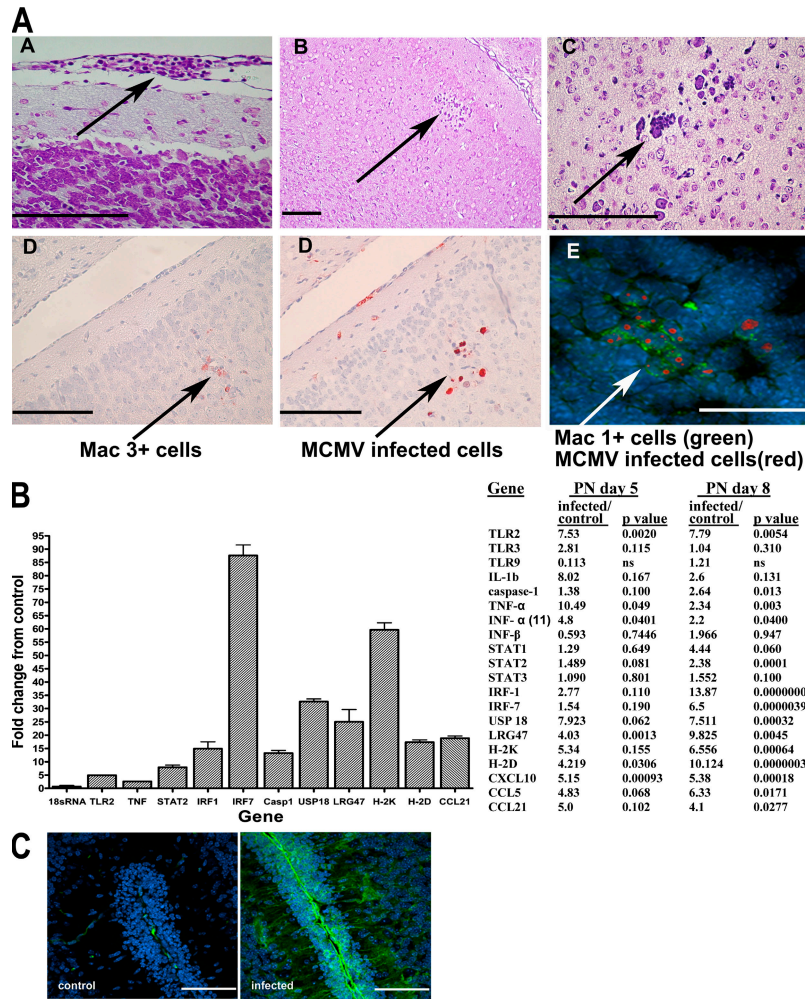 A
A
B
C
D
D
E
Mac 3+ cells
MCMV infected cells
Mac 1+ cells (green)
MCMV infected cells(red)
B
Fold change from control
95
90
85
80
75
70
65
60
55
50
45
40
35
30
25
20
15
10
5
0
18sRNA TLR2 TNF STAT2 IRF1 IRF7 Casp1 USP18 LRG47 H-2K H-2D CCL21
Gene
Gene PN day 5 PN day 8
infected/ infected/
control p value control p value
TLR2 7.53 0.0020 7.79 0.0054
TLR3 2.81 0.115 1.04 0.310
TLR9 0.113 ns 1.21 ns
IL-1b 8.02 0.167 2.6 0.131
caspase-1 1.38 0.100 2.64 0.013
TNF-α 10.49 0.049 2.34 0.003
INF- α (11) 4.8 0.0401 2.2 0.0400
INF-β 0.593 0.7446 1.966 0.947
STAT1 1.29 0.649 4.44 0.060
STAT2 1.489 0.081 2.38 0.0001
STAT3 1.090 0.801 1.552 0.100
IRF-1 2.77 0.110 13.87 0.0000000
IRF-7 1.54 0.190 6.5 0.0000039
USP 18 7.923 0.062 7.511 0.00032
LRG47 4.03 0.0013 9.825 0.0045
H-2K 5.34 0.155 6.556 0.00064
H-2D 4.219 0.0306 10.124 0.0000003
CXCL10 5.15 0.00093 5.38 0.00018
CCL5 4.83 0.068 6.33 0.0171
CCL21 5.0 0.102 4.1 0.0277
C
control
infected